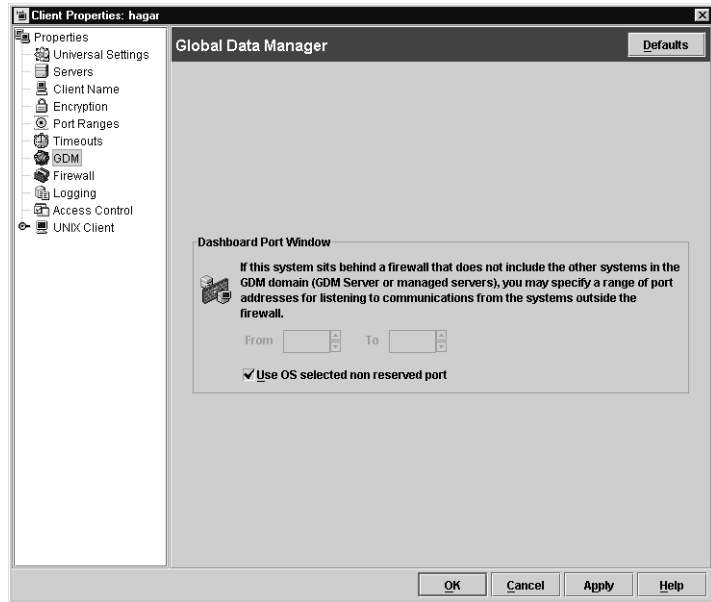 Client Properties: hagar
Properties
Universal Settings
Servers
Client Name
Encryption
Port Ranges
Timeouts
GDM
Firewall
Logging
Access Control
UNIX Client
Global Data Manager
Defaults
Dashboard Port Window
If this system sits behind a firewall that does not include the other systems in the
GDM domain (GDM Server or managed servers), you may specify a range of port
addresses for listening to communications from the systems outside the
firewall.
From To
Use OS selected non reserved port
OK Cancel Apply Help